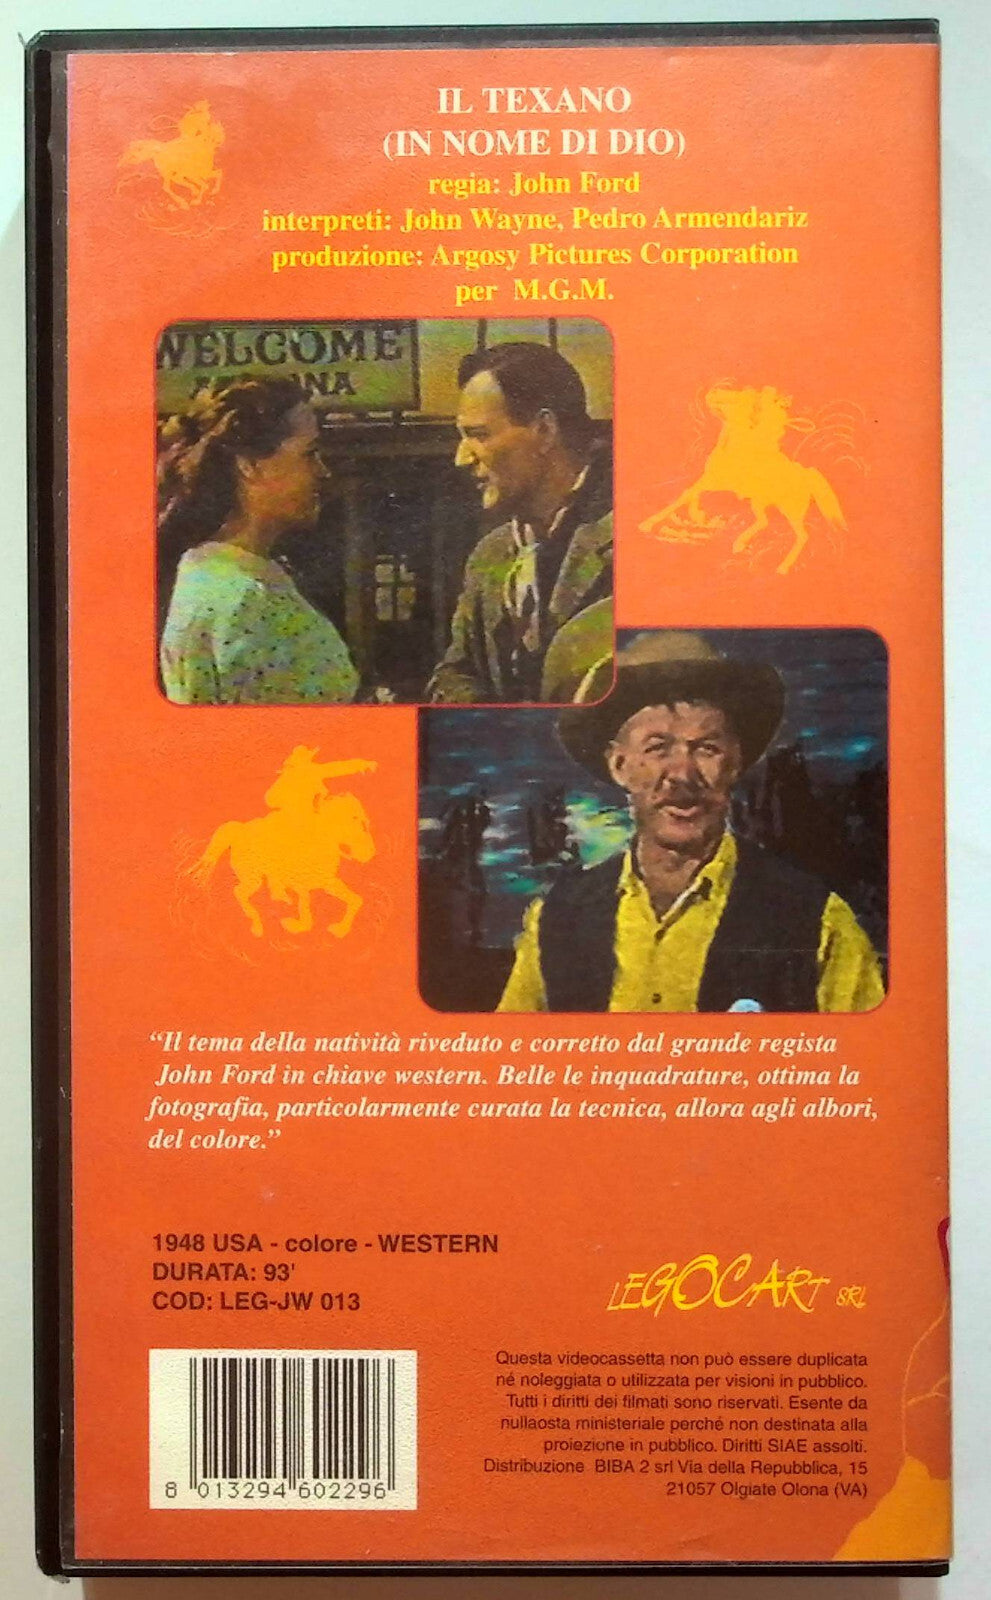 IL TEXANO
(IN NOME DI DIO)
regia: John Ford
interpreti: John Wayne, Pedro Armendariz
produzione: Argosy Pictures Corporation
per M.G.M.
WELCOME
"Il tema della natività riveduto e corretto dal grande regista
John Ford in chiave western. Belle le inquadrature, ottima la
fotografia, particolarmente curata la tecnica, allora agli albori,
del colore."
1948 USA - colore - WESTERN
DURATA: 93'
COD: LEG-JW 013
LEGOCART SRL
Questa videocassetta non può essere duplicata
né noleggiata o utilizzata per visioni in pubblico.
Tutti i diritti dei filmati sono riservati. Esente da
nullaosta ministeriale perché non destinata alla
proiezione in pubblico. Diritti SIAE assolti.
Distribuzione BIBA 2 srl Via della Repubblica, 15
21057 Olgiate Olona (VA)
8 013294 602296